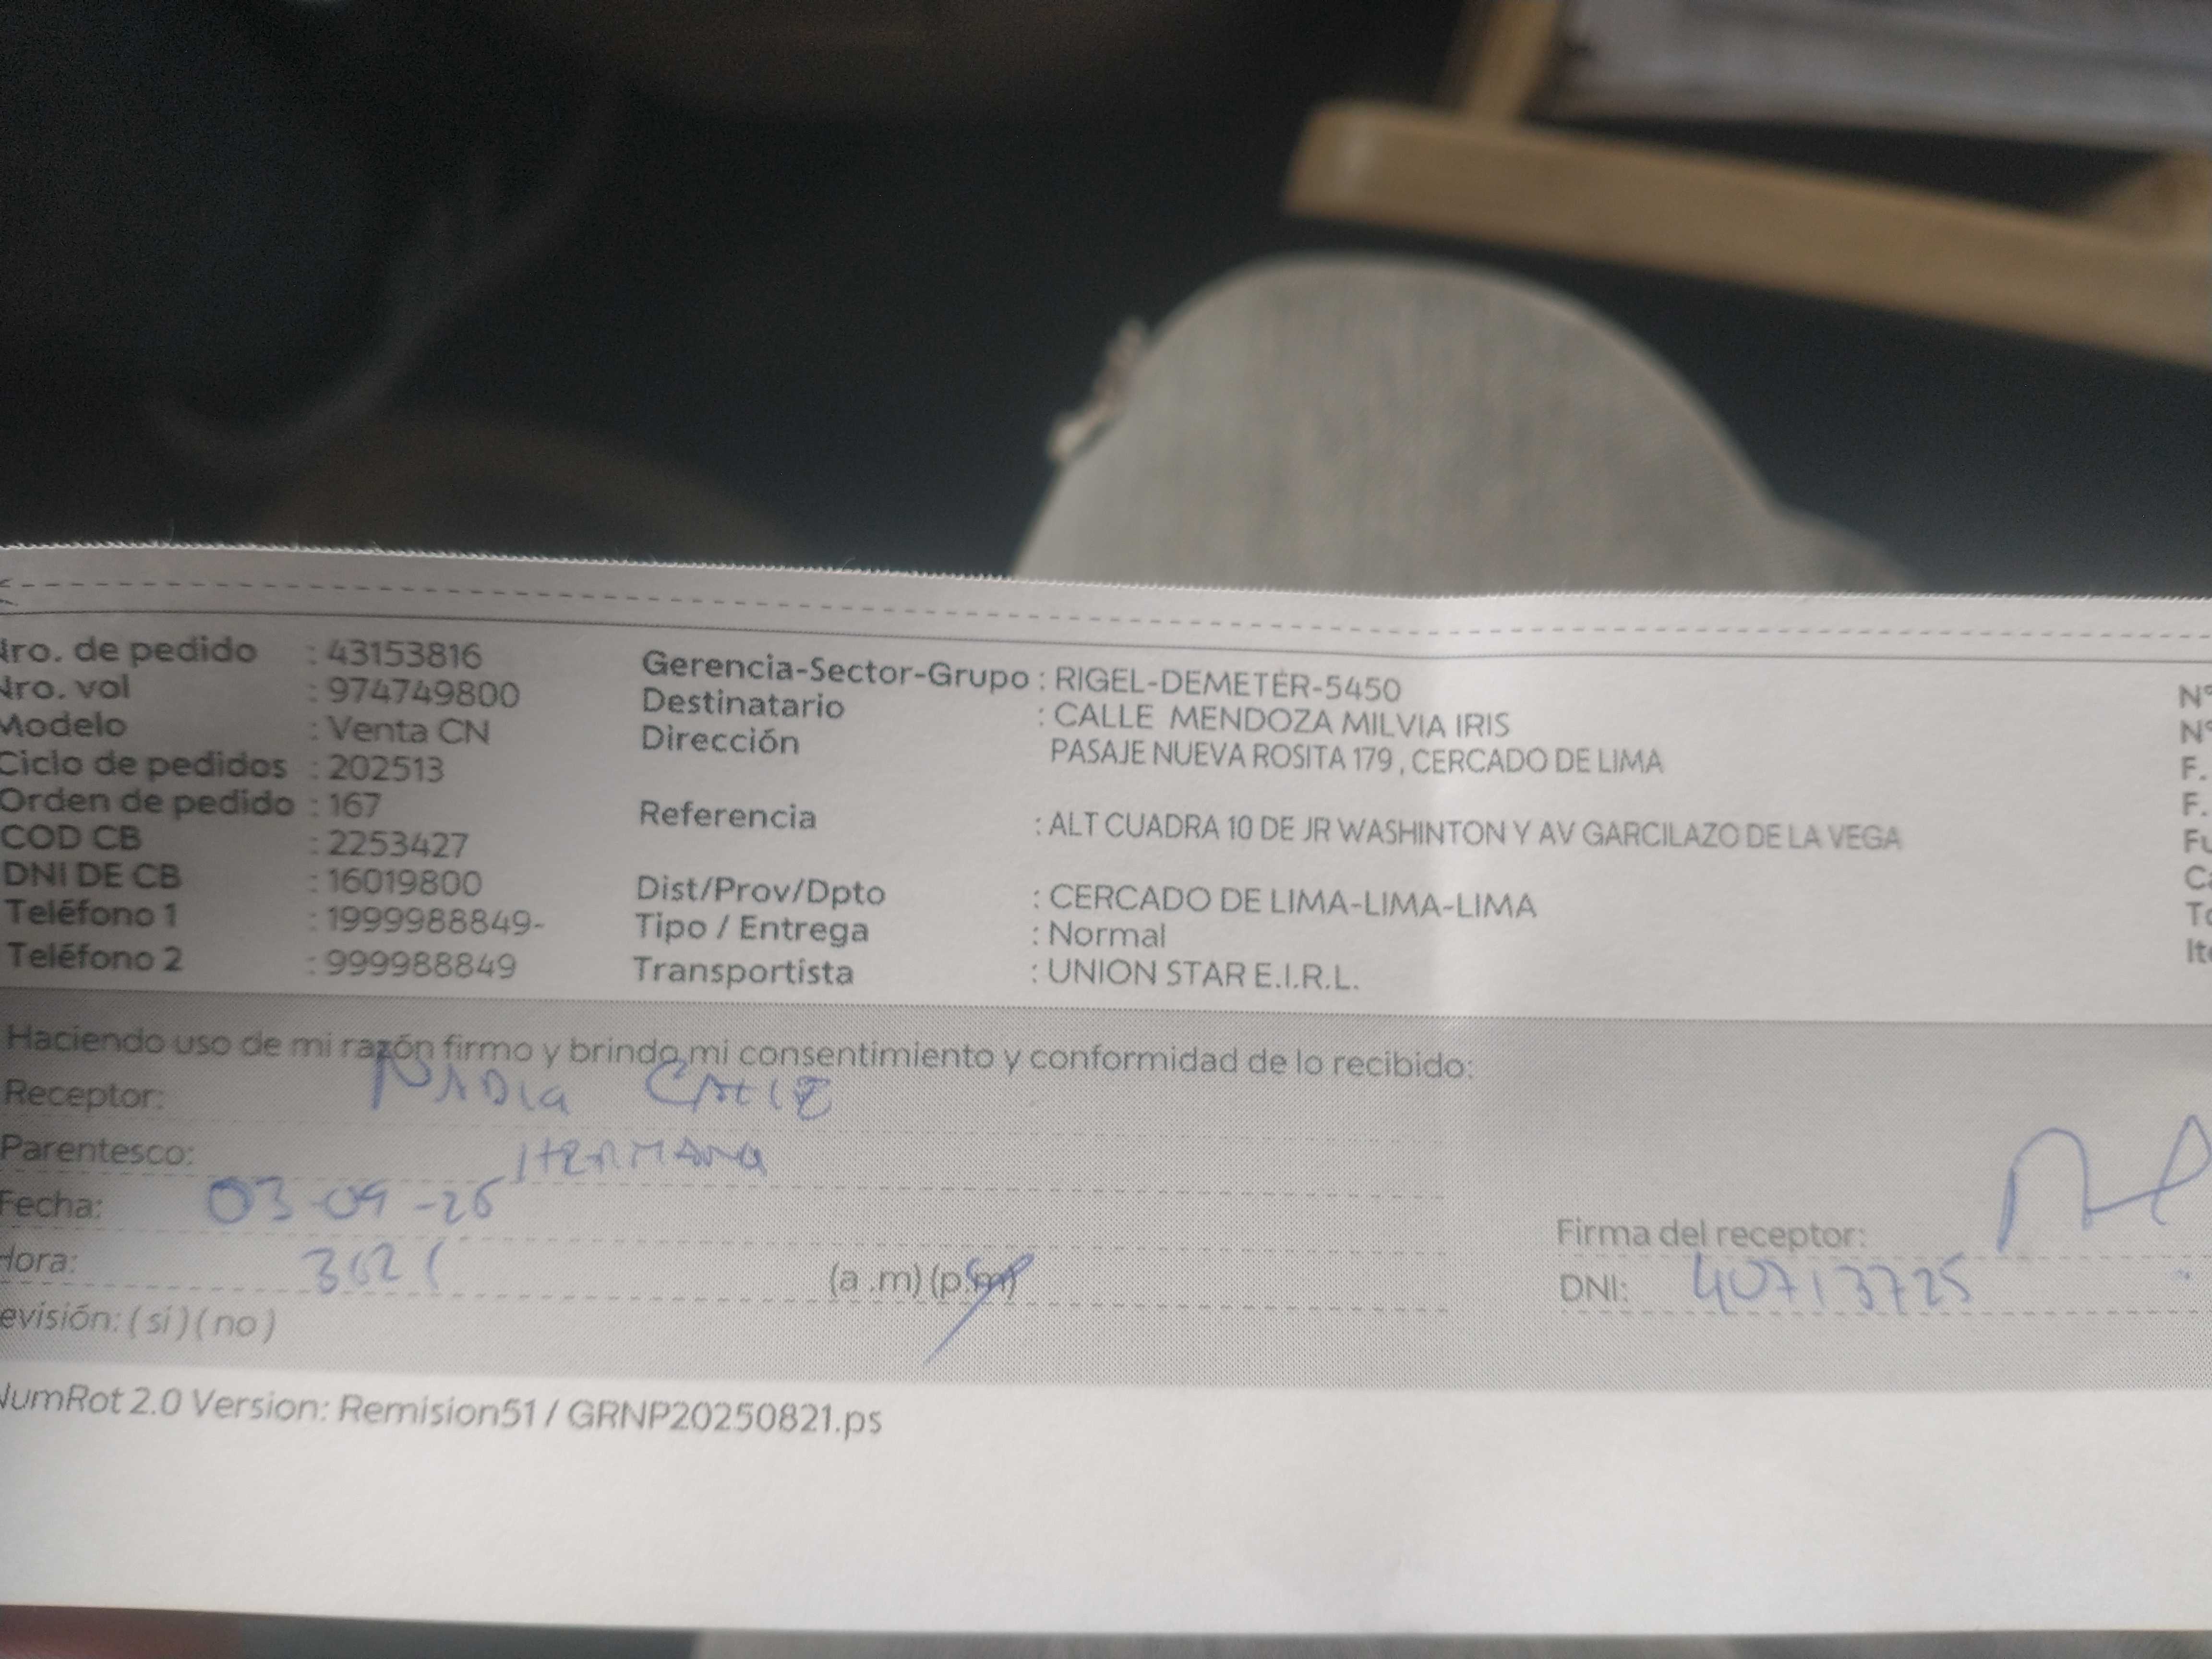 Nro. de pedido : 43153816
Nro. vol : 974749800
Modelo : Venta CN
Ciclo de pedidos : 202513
Orden de pedido : 167
COD CB : 2253427
DNI DE CB : 16019800
Teléfono 1 : 1999988849-
Teléfono 2 : 999988849
Gerencia-Sector-Grupo : RIGEL-DEMETER-5450
Destinatario : CALLE MENDOZA MILVIA IRIS
Dirección PASAJE NUEVA ROSITA 179 , CERCADO DE LIMA
Referencia : ALT CUADRA 10 DE JR WASHINTON Y AV GARCILAZO DE LA VEGA
Dist/Prov/Dpto : CERCADO DE LIMA-LIMA-LIMA
Tipo / Entrega : Normal
Transportista : UNION STAR E.I.R.L.
N°
N°
F.
F.
Haciendo uso de mi razón firmo y brindo mi consentimiento y conformidad de lo recibido:
Receptor: NADIA CALLE
Parentesco: HERMANA
Fecha: 03-09-25
Hora: (a .m) (p.m)
evisión: ( si ) ( no )
Firma del receptor:
DNI: 40713725
NumRot 2.0 Version: Remision51 / GRNP20250821.ps